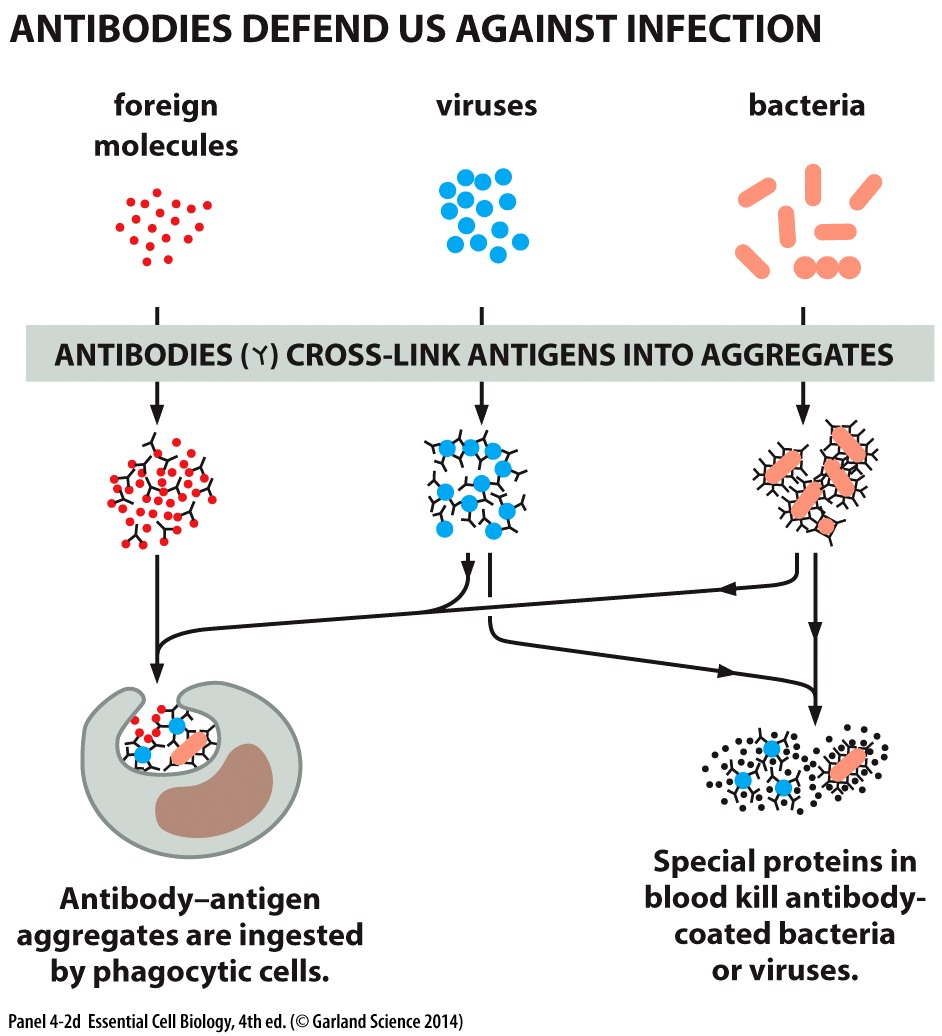 ANTIBODIES DEFEND US AGAINST INFECTION
foreign
molecules
viruses
bacteria
ANTIBODIES (Y) CROSS-LINK ANTIGENS INTO AGGREGATES
Antibody–antigen
aggregates are ingested
by phagocytic cells.
Special proteins in
blood kill antibody-
coated bacteria
or viruses.
Panel 4-2d Essential Cell Biology, 4th ed. (© Garland Science 2014)